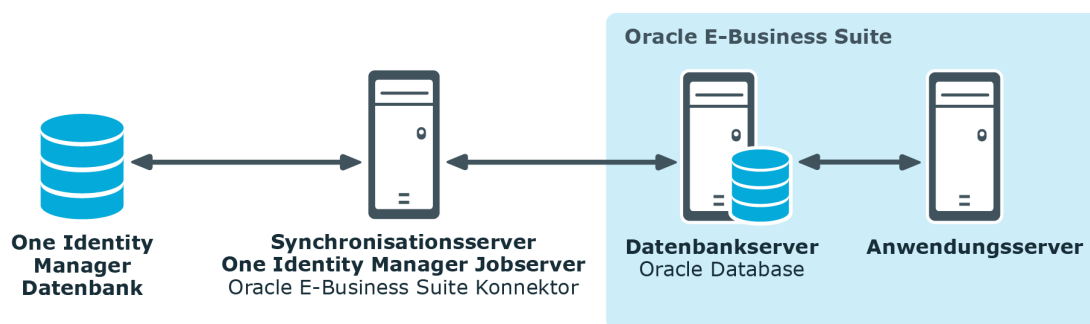 Oracle E-Business Suite
One Identity
Manager
Datenbank
Synchronisationsserver
One Identity Manager Jobserver
Oracle E-Business Suite Konnektor
Datenbankserver
Oracle Database
Anwendungsserver